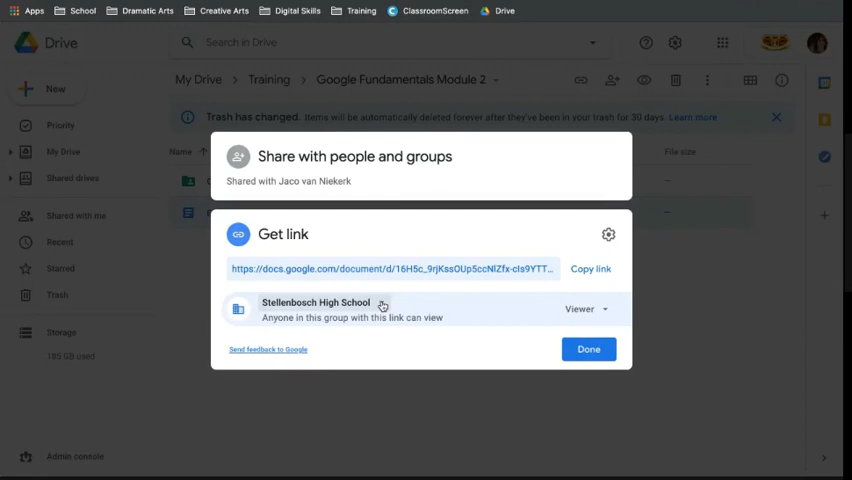 Apps School Dramatic Arts Creative Arts Digital Skills Training ClassroomScreen Drive
Drive Search in Drive
New My Drive Training Google Fundamentals Module 2
Trash has changed. Items will be automatically deleted forever after they've been in your trash for 30 days. Learn more
Priority
My Drive
Shared drives
Shared with me
Recent
Starred
Trash
Storage
185 GB used
Admin console
Name File size
Share with people and groups
Shared with Jaco van Niekerk
Get link
https://docs.google.com/document/d/16H5c_9rjKssOUp5ccNlZfx-cIs9YTT... Copy link
Stellenbosch High School
Anyone in this group with this link can view
Viewer
Send feedback to Google
Done